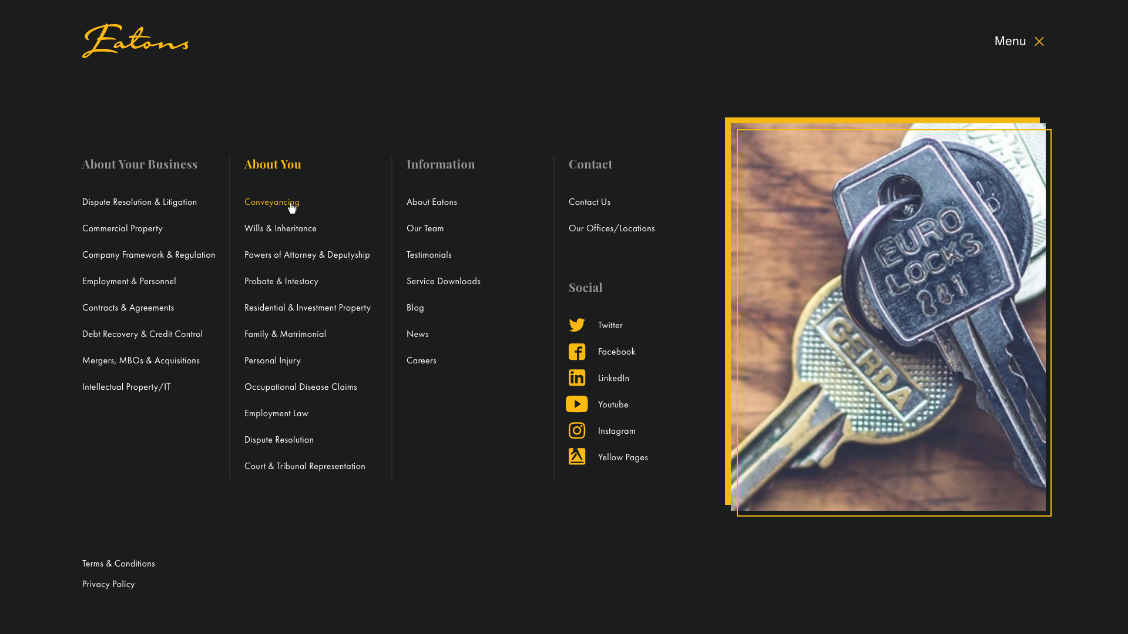 Eatons
Menu
About Your Business
Dispute Resolution & Litigation
Commercial Property
Company Framework & Regulation
Employment & Personnel
Contracts & Agreements
Debt Recovery & Credit Control
Mergers, MBOs & Acquisitions
Intellectual Property/IT
About You
Conveyancing
Wills & Inheritance
Powers of Attorney & Deputyship
Probate & Intestacy
Residential & Investment Property
Family & Matrimonial
Personal Injury
Occupational Disease Claims
Employment Law
Dispute Resolution
Court & Tribunal Representation
Information
About Eatons
Our Team
Testimonials
Service Downloads
Blog
News
Careers
Contact
Contact Us
Our Offices/Locations
Social
Twitter
Facebook
LinkedIn
Youtube
Instagram
Yellow Pages
EURO
LOCKS
241
GERDA
Terms & Conditions
Privacy Policy